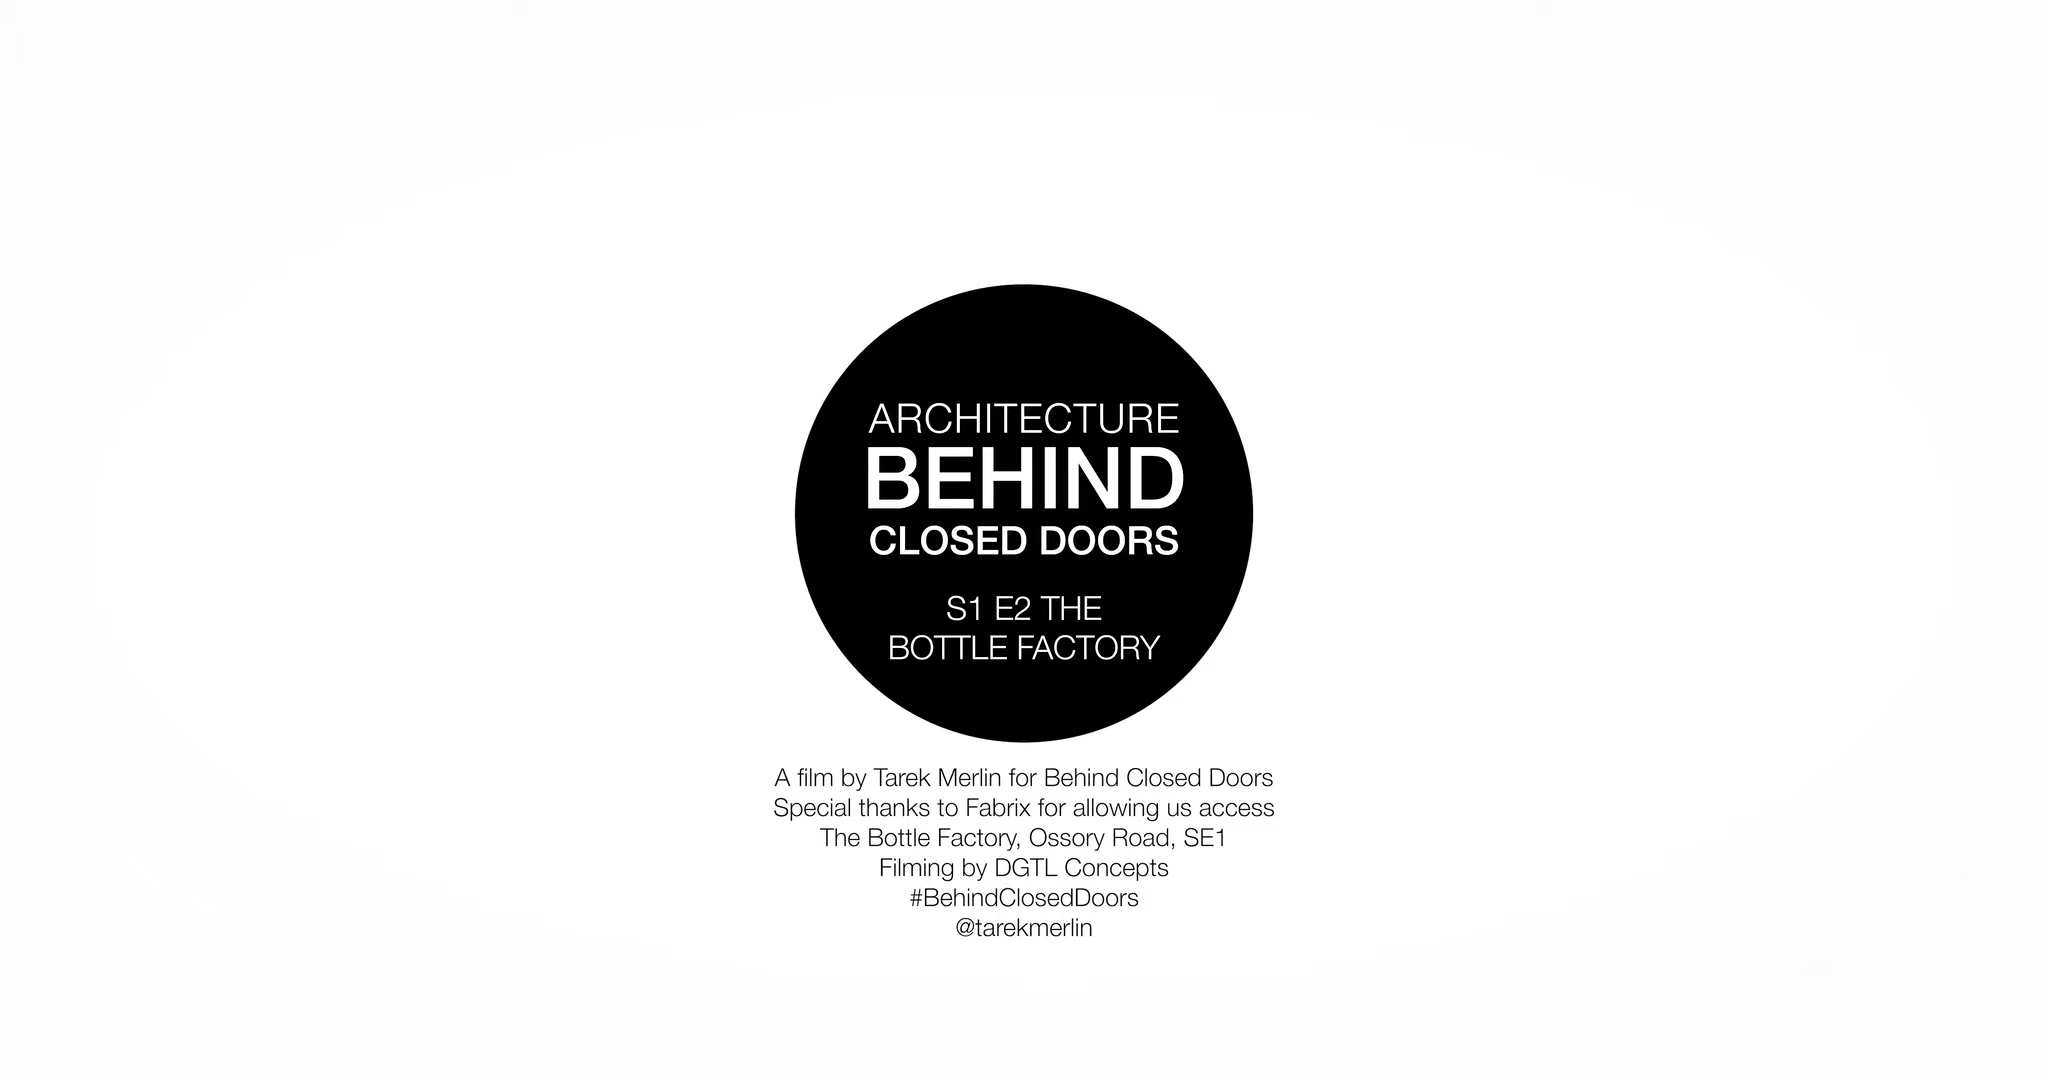 ARCHITECTURE
BEHIND
CLOSED DOORS
S1 E2 THE
BOTTLE FACTORY
A film by Tarek Merlin for Behind Closed Doors
Special thanks to Fabrix for allowing us access
The Bottle Factory, Ossory Road, SE1
Filming by DGTL Concepts
#BehindClosedDoors
@tarekmerlin